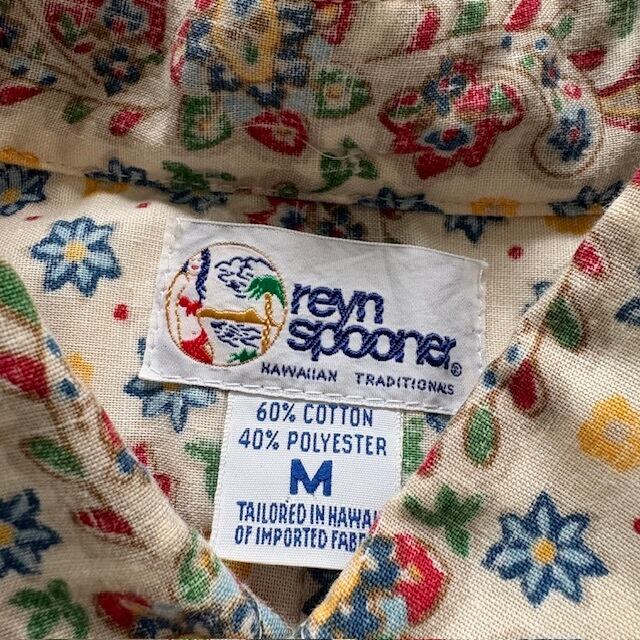 reyn
spooner®
HAWAIIAN TRADITIONALS
60% COTTON
40% POLYESTER
M
TAILORED IN HAWAI
OF IMPORTED FABR